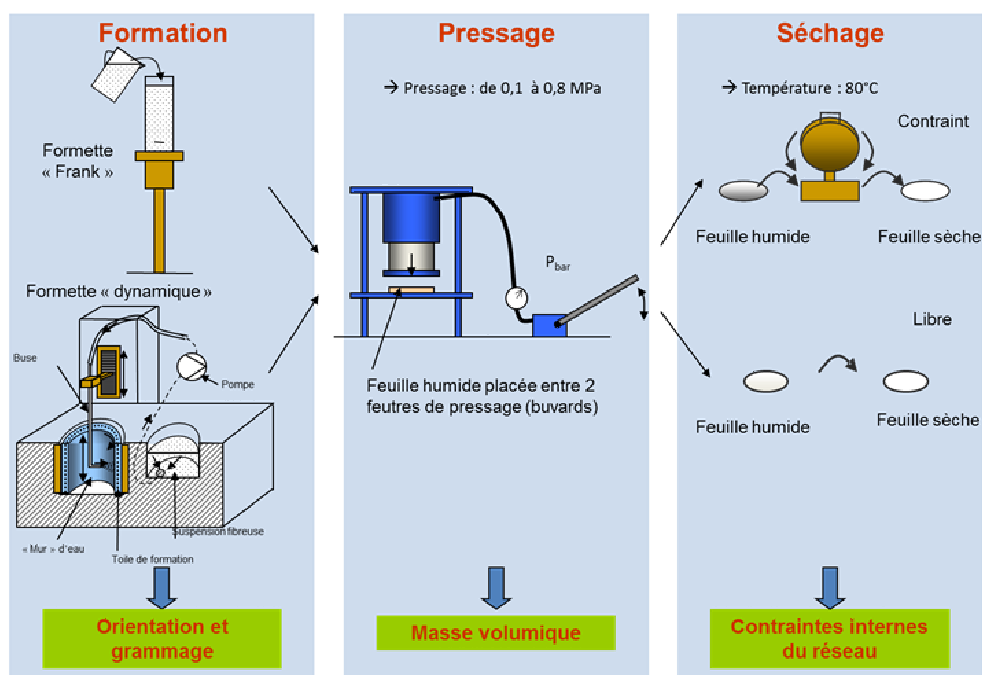 Formation
Formette
« Frank »
Formette « dynamique »
Buse
Pompe
Suspension fibreuse
« Mur » d'eau
Toile de formation
Orientation et
grammage
Pressage
→ Pressage : de 0,1 à 0,8 MPa
Pbar
Feuille humide placée entre 2
feutres de pressage (buvards)
Masse volumique
Séchage
→ Température : 80°C
Contraint
Feuille humide
Feuille sèche
Libre
Feuille humide
Feuille sèche
Contraintes internes
du réseau